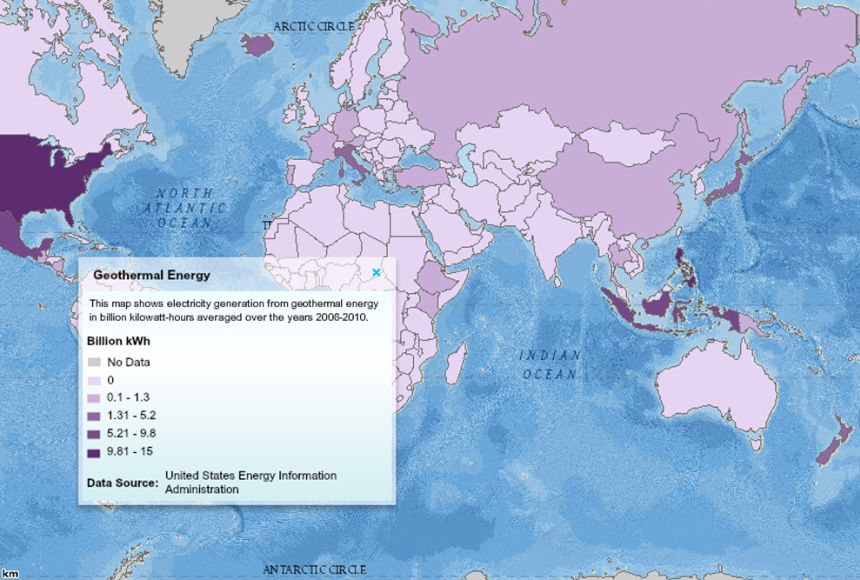 ARCTIC CIRCLE
NORTH
ATLANTIC
OCEAN
Geothermal Energy
×
This map shows electricity generation from geothermal energy
in billion kilowatt-hours averaged over the years 2006-2010.
Billion kWh
No Data
0
0.1 - 1.3
1.31 - 5.2
5.21 - 9.8
9.81 - 15
Data Source: United States Energy Information
Administration
INDIAN
OCEAN
km
ANTARCTIC CIRCLE